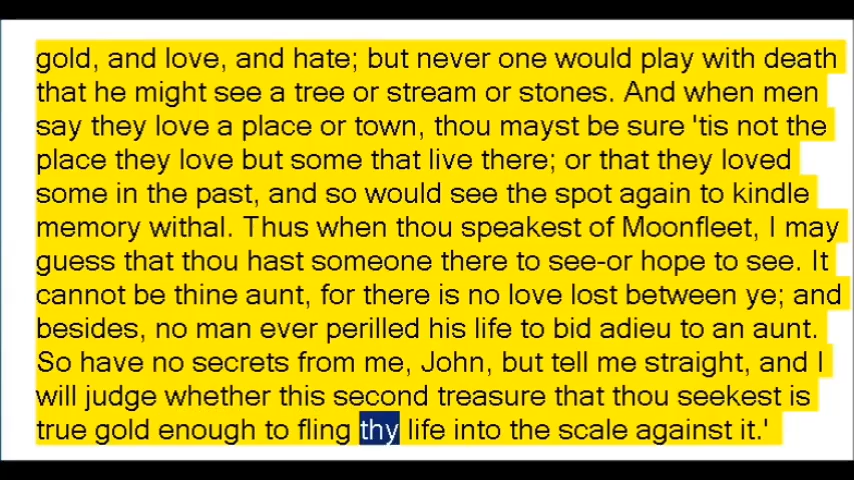 gold, and love, and hate; but never one would play with death
that he might see a tree or stream or stones. And when men
say they love a place or town, thou mayst be sure 'tis not the
place they love but some that live there; or that they loved
some in the past, and so would see the spot again to kindle
memory withal. Thus when thou speakest of Moonfleet, I may
guess that thou hast someone there to see-or hope to see. It
cannot be thine aunt, for there is no love lost between ye; and
besides, no man ever perilled his life to bid adieu to an aunt.
So have no secrets from me, John, but tell me straight, and I
will judge whether this second treasure that thou seekest is
true gold enough to fling thy life into the scale against it.'